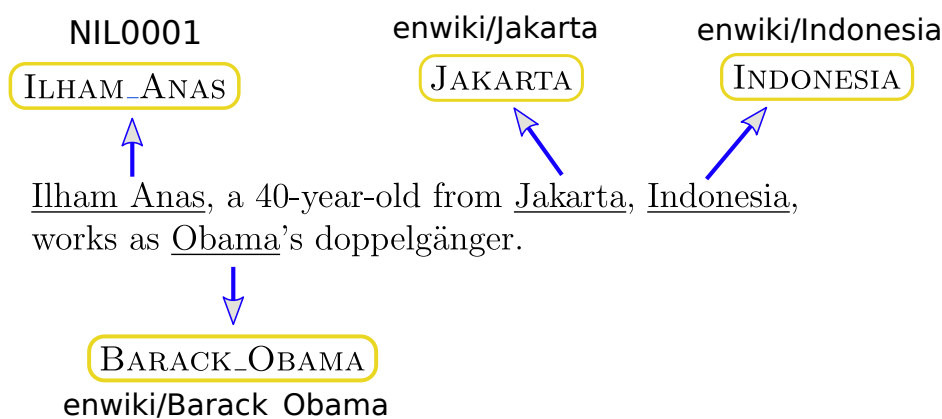 NIL0001
enwiki/Jakarta
enwiki/Indonesia
ILHAM_ANAS
JAKARTA
INDONESIA
Ilham Anas, a 40-year-old from Jakarta, Indonesia,
works as Obama's doppelgänger.
BARACK_OBAMA
enwiki/Barack_Obama